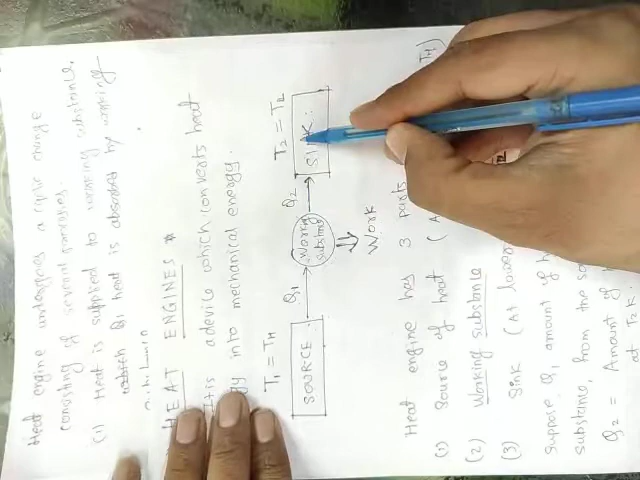 Heat engine undergoes a cyclic change
consisting of several processes.
(1) Heat is supplied to working substance.
Q1 heat is absorbed by working
HEAT ENGINES *
It is a device which converts heat
into mechanical energy.
T1 = TH
T2 = TL
SOURCE
Q1
Working
Q2
SINK
Work
Heat engine has 3 parts
(1) Source of heat (A TH)
(2) Working substance
(3) Sink (At lower
Suppose Q1 amount of
substance, from the
Q2 = Amount of
at T2 K.